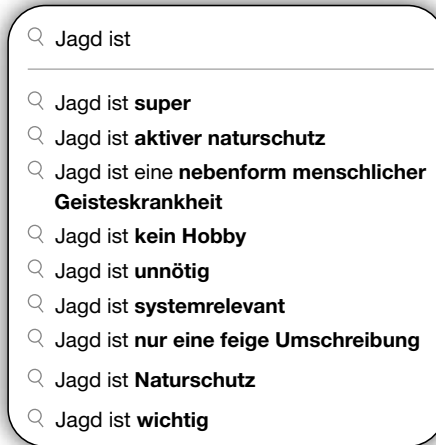 Jagd ist
Jagd ist super
Jagd ist aktiver naturschutz
Jagd ist eine nebenform menschlicher
Geisteskrankheit
Jagd ist kein Hobby
Jagd ist unnötig
Jagd ist systemrelevant
Jagd ist nur eine feige Umschreibung
Jagd ist Naturschutz
Jagd ist wichtig